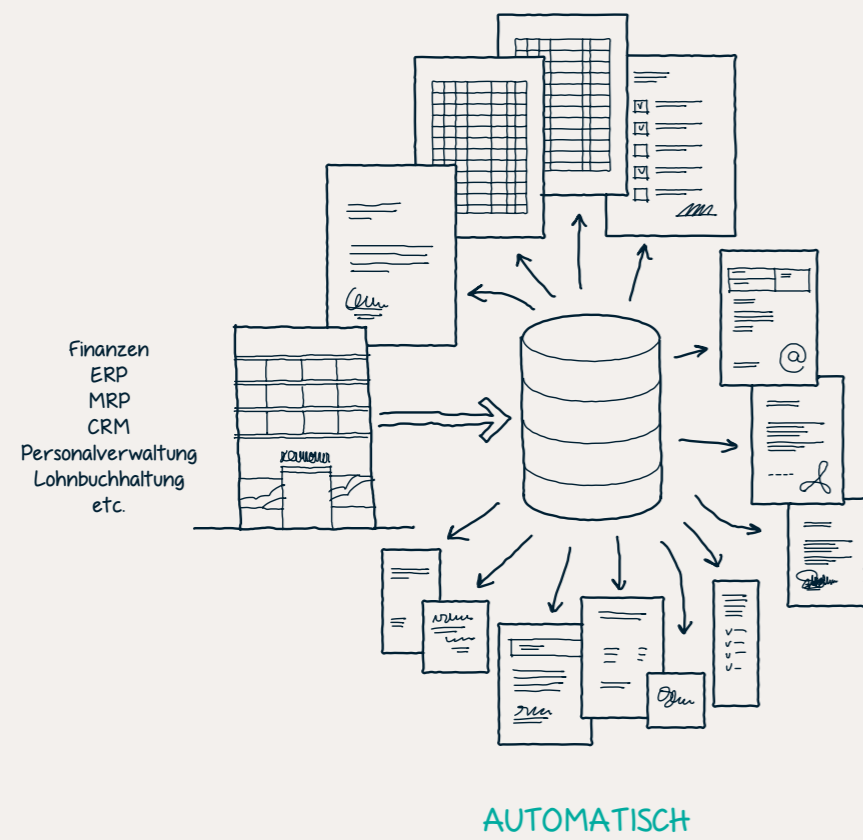 Finanzen
ERP
MRP
CRM
Personalverwaltung
Lohnbuchhaltung
etc.
@
AUTOMATISCH